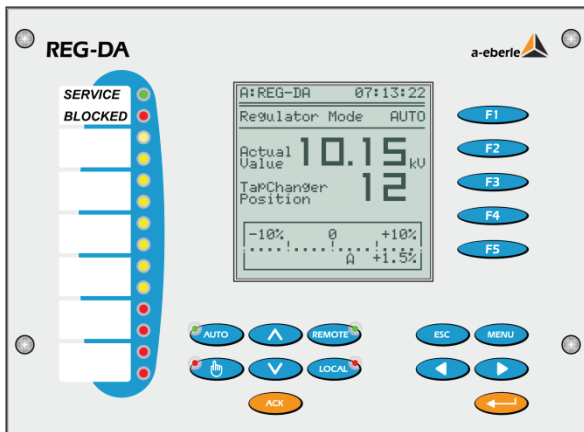 REG-DA
a-eberle
SERVICE
BLOCKED
A:REG-DA 07:13:22
Regulator Mode AUTO
Actual Value 10.15 kV
TapChanger Position 12
-10% 0 +10%
A +1.5%
F1
F2
F3
F4
F5
AUTO
REMOTE
LOCAL
ACK
ESC
MENU